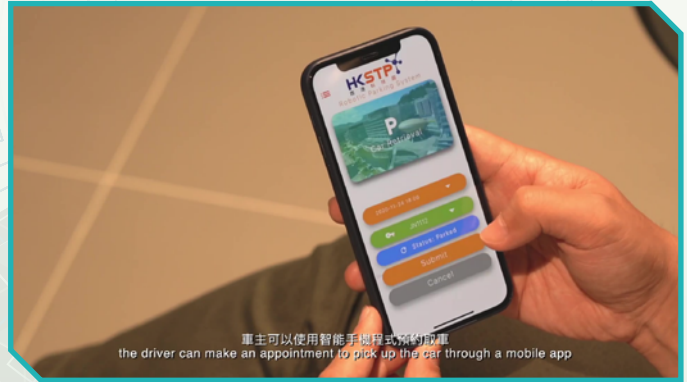 HKSTP
Robotic Parking System
P
Car Retrieval
Status: Parked
Submit
Cancel
車主可以使用智能手機程式預約取車
the driver can make an appointment to pick up the car through a mobile app